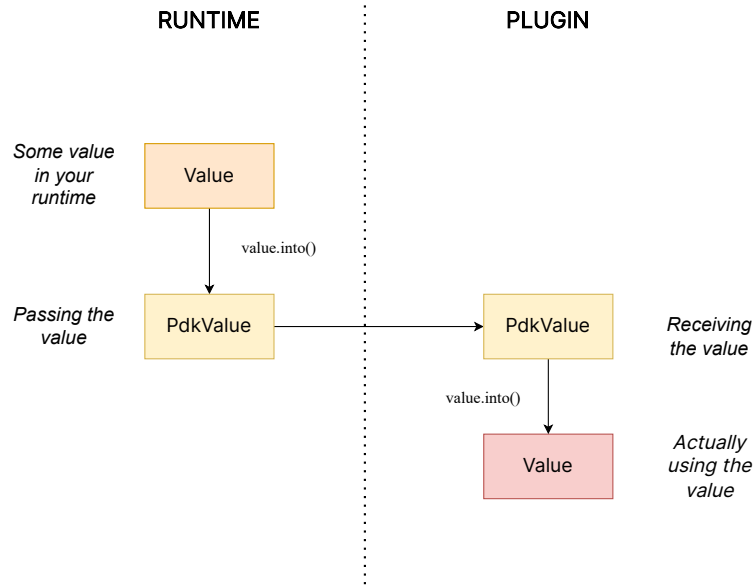 RUNTIME
PLUGIN
Some value
in your
runtime
Value
value.into()
Passing the
value
PdkValue
PdkValue
Receiving
the value
value.into()
Value
Actually
using the
value